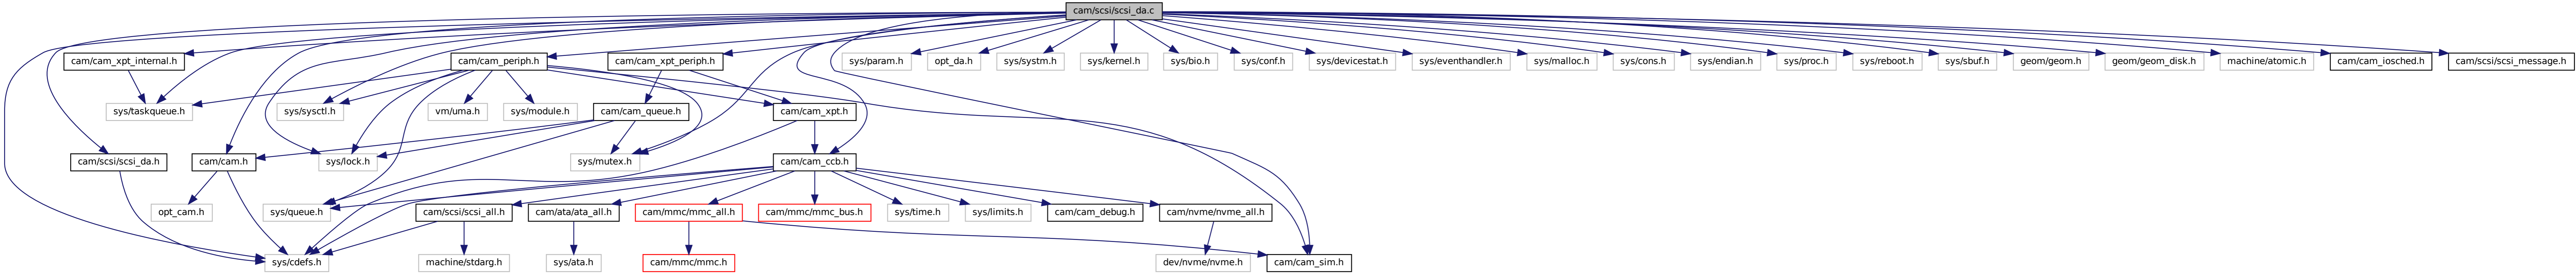 cam/scsi/scsi_da.c
cam/cam_xpt_internal.h
cam/cam_periph.h
cam/cam_xpt_periph.h
sys/param.h
opt_da.h
sys/systm.h
sys/kernel.h
sys/bio.h
sys/conf.h
sys/devicestat.h
sys/eventhandler.h
sys/malloc.h
sys/cons.h
sys/endian.h
sys/proc.h
sys/reboot.h
sys/sbuf.h
geom/geom.h
geom/geom_disk.h
machine/atomic.h
cam/cam_iosched.h
cam/scsi/scsi_message.h
sys/taskqueue.h
sys/sysctl.h
vm/uma.h
sys/module.h
cam/cam_queue.h
cam/cam_xpt.h
cam/scsi/scsi_da.h
cam/cam.h
sys/lock.h
sys/mutex.h
cam/cam_ccb.h
opt_cam.h
sys/queue.h
cam/scsi/scsi_all.h
cam/ata/ata_all.h
cam/mmc/mmc_all.h
cam/mmc/mmc_bus.h
sys/time.h
sys/limits.h
cam/cam_debug.h
cam/nvme/nvme_all.h
sys/cdefs.h
machine/stdarg.h
sys/ata.h
cam/mmc/mmc.h
dev/nvme/nvme.h
cam/cam_sim.h